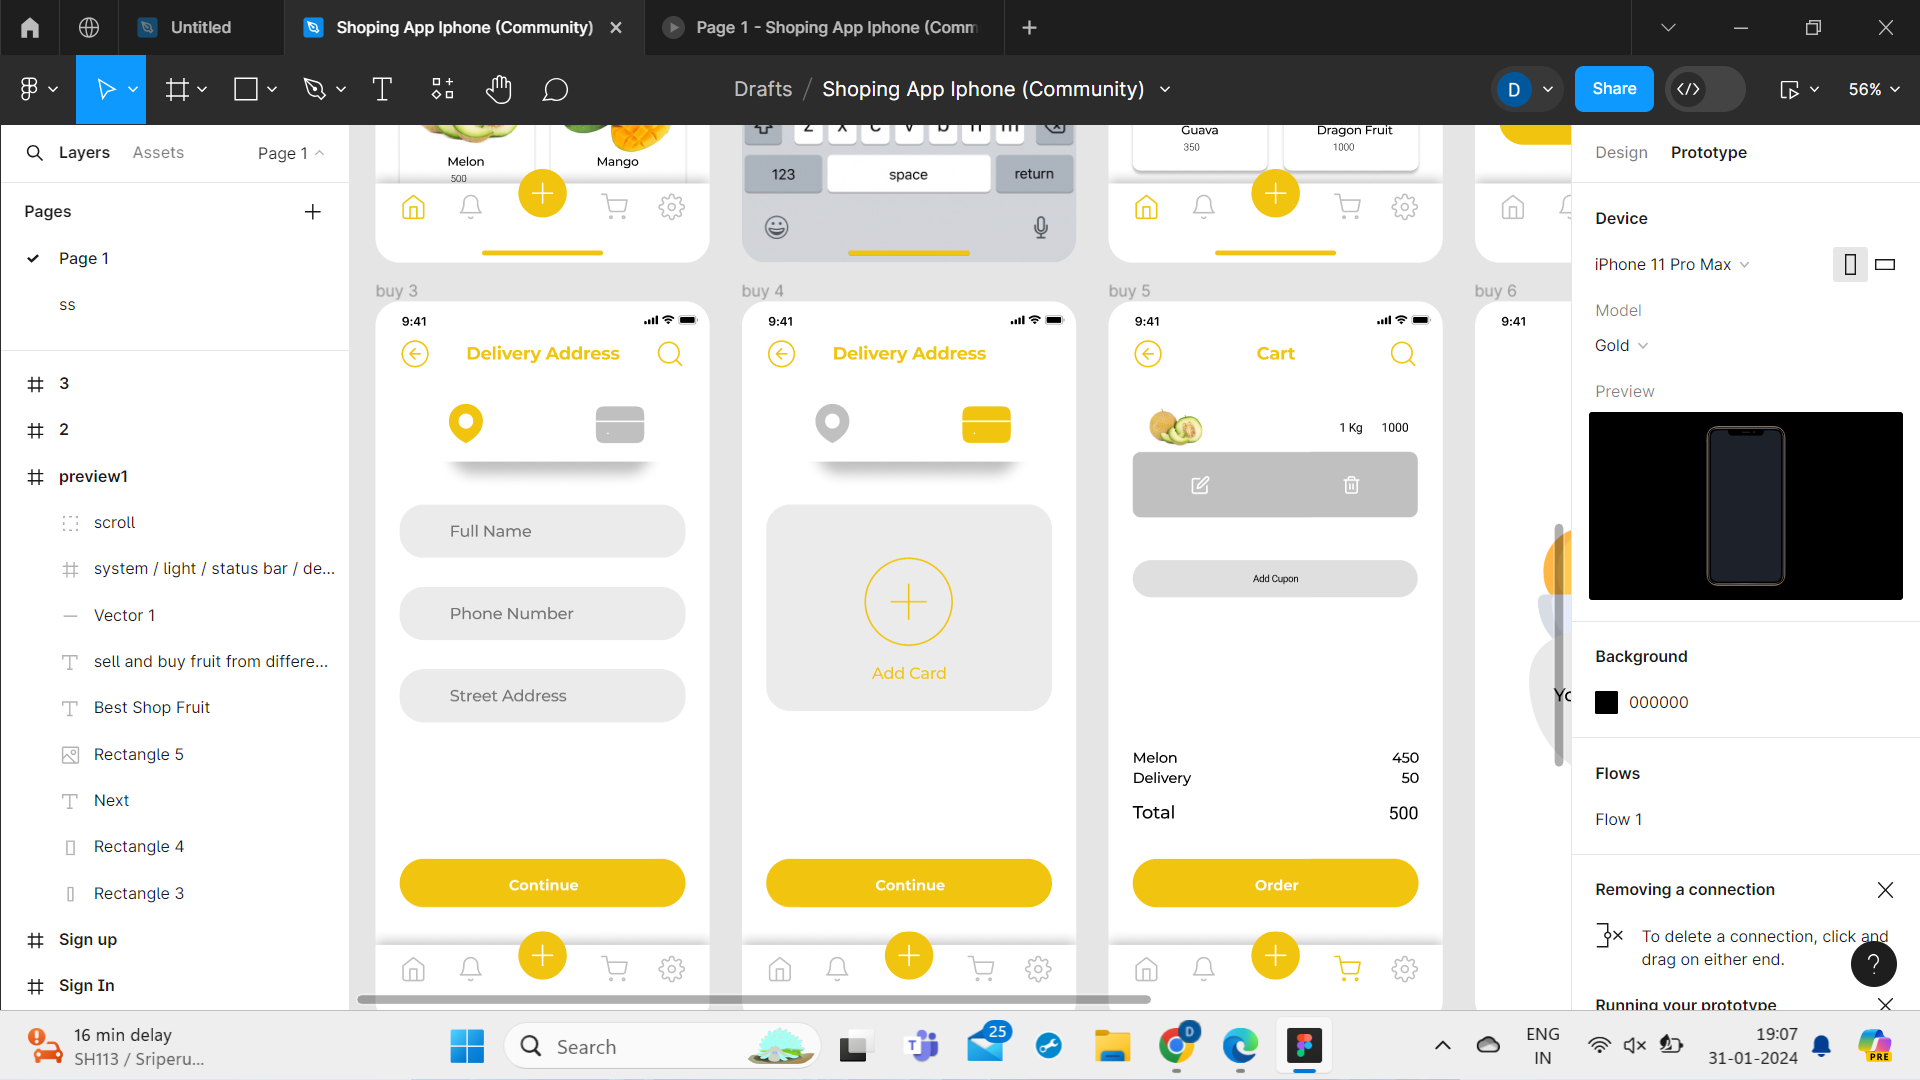 Untitled
Shoping App Iphone (Community)
Page 1 - Shoping App Iphone (Comm
Drafts / Shoping App Iphone (Community)
D
Share
56%
Layers
Assets
Page 1
Pages
Page 1
ss
3
2
preview1
scroll
system / light / status bar / de...
Vector 1
sell and buy fruit from differe...
Best Shop Fruit
Rectangle 5
Next
Rectangle 4
Rectangle 3
Sign up
Sign In
Melon
500
Mango
z x c v b n m
123
space
return
Guava
350
Dragon Fruit
1000
buy 3
9:41
Delivery Address
Full Name
Phone Number
Street Address
Continue
buy 4
9:41
Delivery Address
Add Card
Continue
buy 5
9:41
Cart
1 Kg 1000
Add Cupon
Melon 450
Delivery 50
Total 500
Order
buy 6
9:41
Yo
Design
Prototype
Device
iPhone 11 Pro Max
Model
Gold
Preview
Background
000000
Flows
Flow 1
Removing a connection
To delete a connection, click and
drag on either end.
?
Running your prototype
16 min delay
SH113 / Sriperu...
Search
T
25
D
ENG
IN
19:07
31-01-2024
PRE